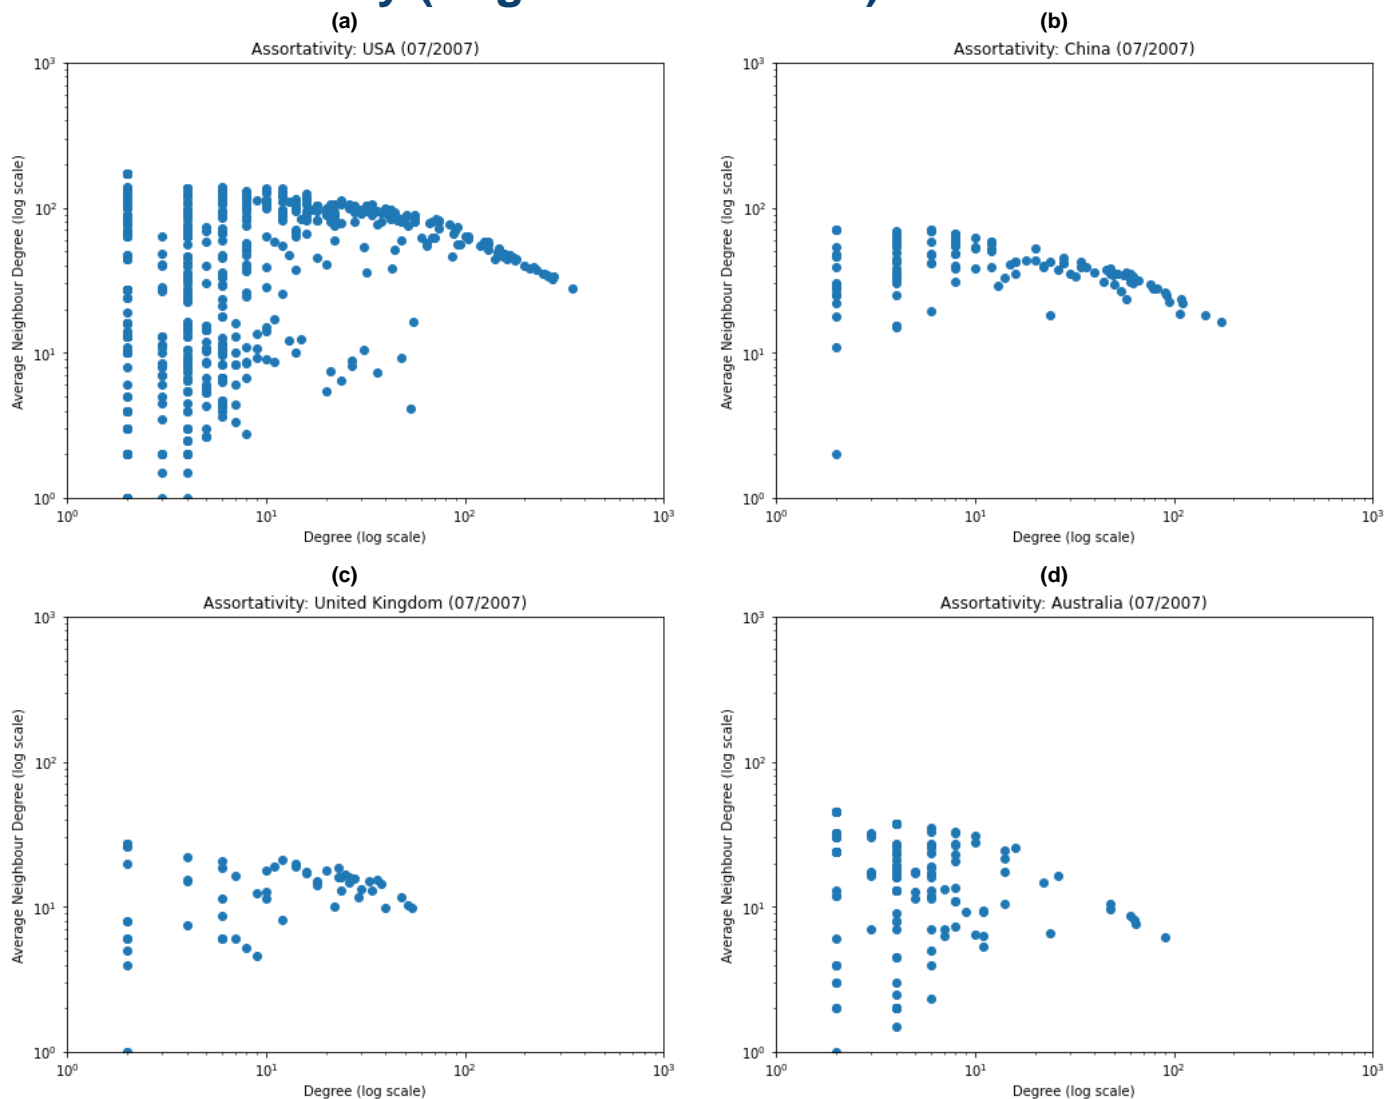 (a)
Assortativity: USA (07/2007)
10³
10²
10¹
10⁰
Average Neighbour Degree (log scale)
10⁰ 10¹ 10² 10³
Degree (log scale)
(b)
Assortativity: China (07/2007)
10³
10²
10¹
10⁰
Average Neighbour Degree (log scale)
10⁰ 10¹ 10² 10³
Degree (log scale)
(c)
Assortativity: United Kingdom (07/2007)
10³
10²
10¹
10⁰
Average Neighbour Degree (log scale)
10⁰ 10¹ 10² 10³
Degree (log scale)
(d)
Assortativity: Australia (07/2007)
10³
10²
10¹
10⁰
Average Neighbour Degree (log scale)
10⁰ 10¹ 10² 10³
Degree (log scale)